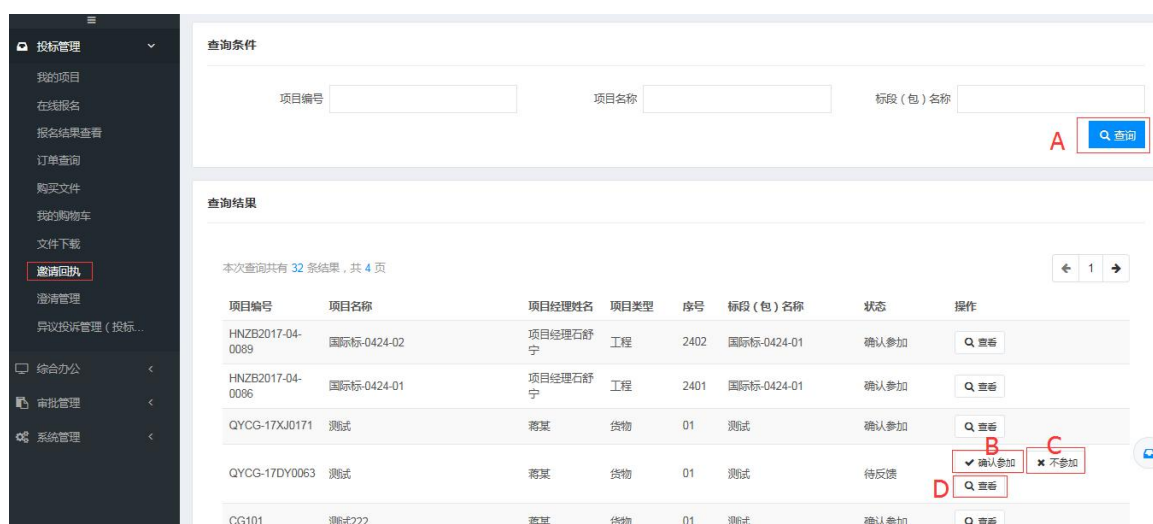 投标管理
我的项目
在线报名
报名结果查看
订单查询
购买文件
我的购物车
文件下载
邀请回执
澄清管理
异议投诉管理（投标...
综合办公
审批管理
系统管理
查询条件
项目编号 项目名称 标段（包）名称
A 查询
查询结果
本次查询共有 32 条结果，共 4 页 1
项目编号 项目名称 项目经理姓名 项目类型 序号 标段（包）名称 状态 操作
HNZB2017-04-0089 国际标-0424-02 项目经理石舒宁 工程 2402 国际标-0424-01 确认参加 查看
HNZB2017-04-0086 国际标-0424-01 项目经理石舒宁 工程 2401 国际标-0424-01 确认参加 查看
QYCG-17XJ0171 测试 蒋某 货物 01 测试 确认参加 查看
B C
QYCG-17DY0063 测试 蒋某 货物 01 测试 待反馈 确认参加 不参加
D 查看
CG101 测试222 蒋某 货物 01 测试 确认参加 查看